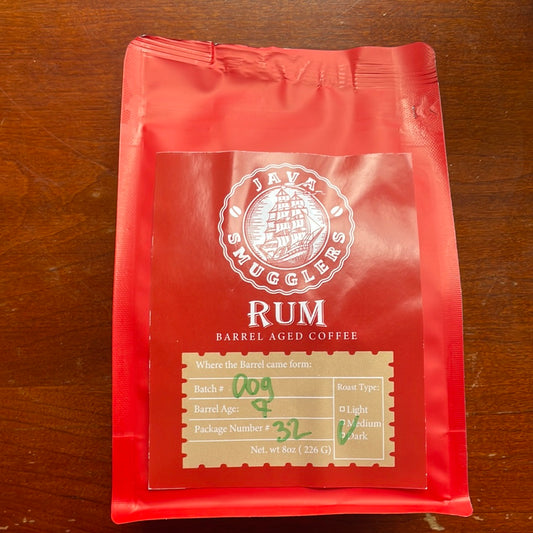 JAVA
SMUGGLERS
RUM
BARREL AGED COFFEE
Where the Barrel came form:
Batch # 009
Roast Type:
Barrel Age:
Light
Package Number # 32
Medium
Dark
Net. wt 8oz ( 226 G)